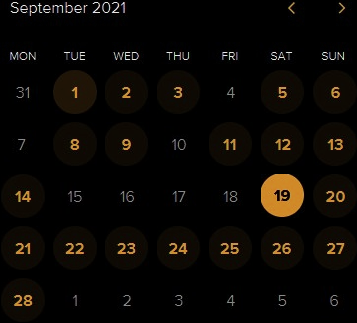 September 2021
MON TUE WED THU FRI SAT SUN
31 1 2 3 4 5 6
7 8 9 10 11 12 13
14 15 16 17 18 19 20
21 22 23 24 25 26 27
28 1 2 3 4 5 6